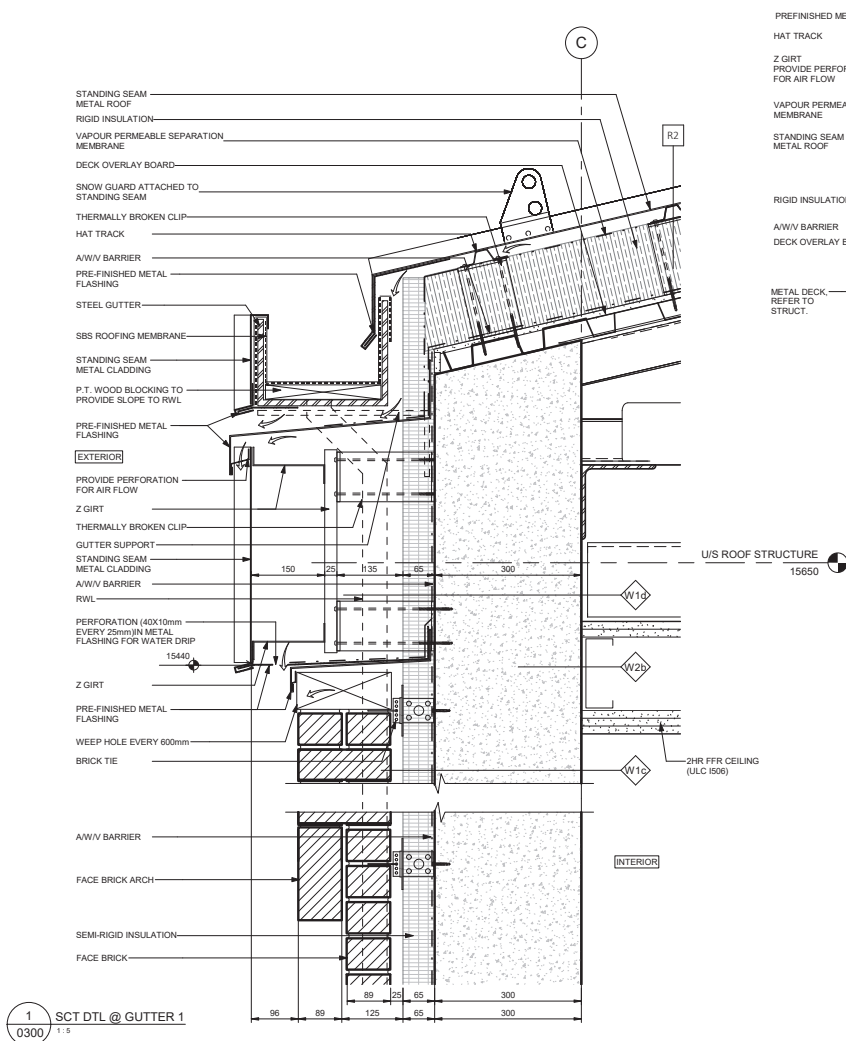 C
R2
STANDING SEAM
METAL ROOF
RIGID INSULATION
VAPOUR PERMEABLE SEPARATION
MEMBRANE
DECK OVERLAY BOARD
SNOW GUARD ATTACHED TO
STANDING SEAM
THERMALLY BROKEN CLIP
HAT TRACK
A/W/V BARRIER
PRE-FINISHED METAL
FLASHING
STEEL GUTTER
SBS ROOFING MEMBRANE
STANDING SEAM
METAL CLADDING
P.T. WOOD BLOCKING TO
PROVIDE SLOPE TO RWL
PRE-FINISHED METAL
FLASHING
EXTERIOR
PROVIDE PERFORATION
FOR AIR FLOW
Z GIRT
THERMALLY BROKEN CLIP
GUTTER SUPPORT
STANDING SEAM
METAL CLADDING
A/W/V BARRIER
RWL
PERFORATION (40X10mm
EVERY 25mm)IN METAL
FLASHING FOR WATER DRIP
15440
Z GIRT
PRE-FINISHED METAL
FLASHING
WEEP HOLE EVERY 600mm
BRICK TIE
A/W/V BARRIER
FACE BRICK ARCH
SEMI-RIGID INSULATION
FACE BRICK
150 25 135 65 300
U/S ROOF STRUCTURE
15650
W1d
W2b
W1c
2HR FFR CEILING
(ULC I506)
INTERIOR
89 25 65 300
96 89 125 65 300
1
0300
SCT DTL @ GUTTER 1
1 : 5
PREFINISHED ME
HAT TRACK
Z GIRT
PROVIDE PERFOR
FOR AIR FLOW
VAPOUR PERMEA
MEMBRANE
STANDING SEAM
METAL ROOF
RIGID INSULATIO
A/W/V BARRIER
DECK OVERLAY B
METAL DECK,
REFER TO
STRUCT.